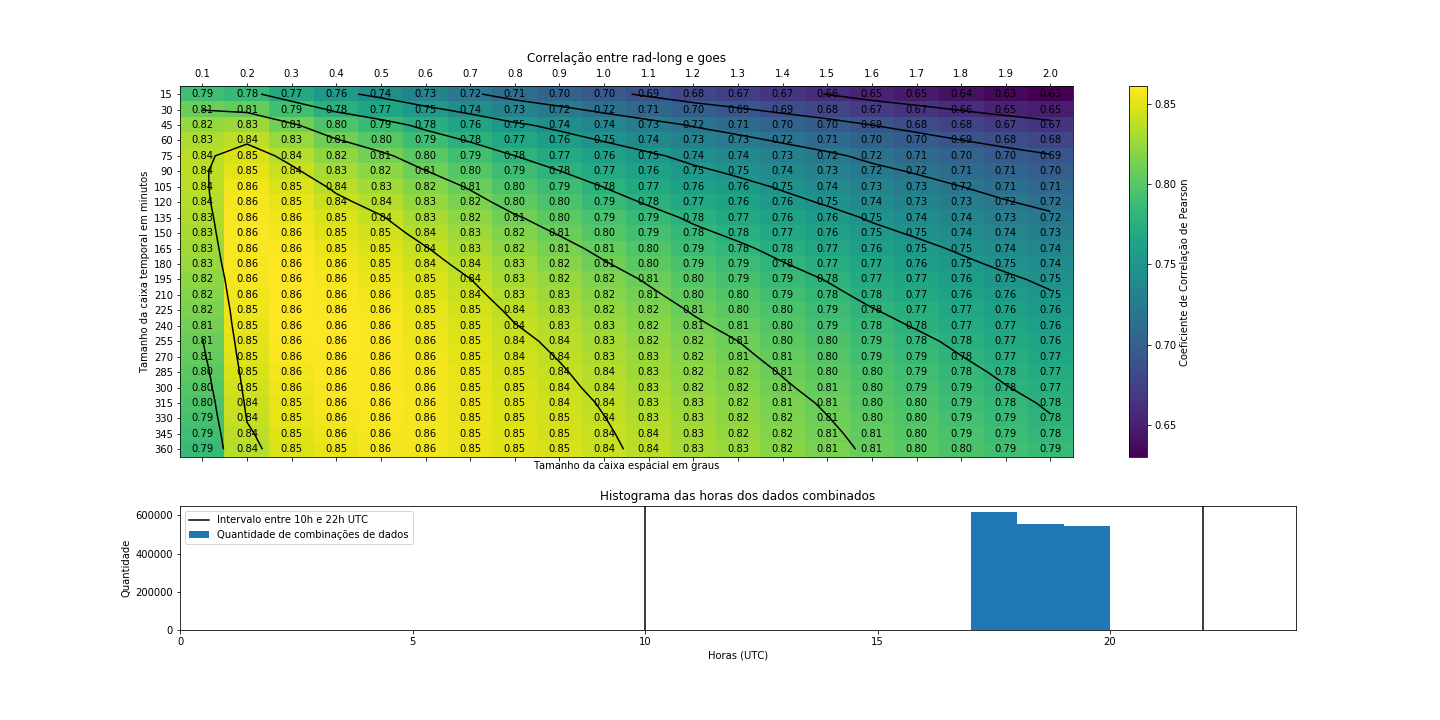 Correlação entre rad-long e goes
0.1 0.2 0.3 0.4 0.5 0.6 0.7 0.8 0.9 1.0 1.1 1.2 1.3 1.4 1.5 1.6 1.7 1.8 1.9 2.0
15 0.79 0.78 0.77 0.76 0.74 0.73 0.72 0.71 0.70 0.70 0.69 0.68 0.67 0.67 0.66 0.65 0.65 0.64 0.63 0.63
30 0.81 0.81 0.79 0.78 0.77 0.75 0.74 0.73 0.72 0.72 0.71 0.70 0.69 0.69 0.68 0.67 0.67 0.66 0.65 0.65
45 0.82 0.83 0.81 0.80 0.79 0.78 0.76 0.75 0.74 0.74 0.73 0.72 0.71 0.70 0.70 0.69 0.68 0.68 0.67 0.67
60 0.83 0.84 0.83 0.81 0.80 0.79 0.78 0.77 0.76 0.75 0.74 0.73 0.73 0.72 0.71 0.70 0.70 0.69 0.68 0.68
75 0.84 0.85 0.84 0.82 0.81 0.80 0.79 0.78 0.77 0.76 0.75 0.74 0.74 0.73 0.72 0.72 0.71 0.70 0.70 0.69
90 0.84 0.85 0.84 0.83 0.82 0.81 0.80 0.79 0.78 0.77 0.76 0.75 0.75 0.74 0.73 0.72 0.72 0.71 0.71 0.70
105 0.84 0.86 0.85 0.84 0.83 0.82 0.81 0.80 0.79 0.78 0.77 0.76 0.76 0.75 0.74 0.73 0.73 0.72 0.71 0.71
120 0.84 0.86 0.85 0.84 0.84 0.83 0.82 0.80 0.80 0.79 0.78 0.77 0.76 0.76 0.75 0.74 0.73 0.73 0.72 0.72
135 0.83 0.86 0.86 0.85 0.84 0.83 0.82 0.81 0.80 0.79 0.79 0.78 0.77 0.76 0.76 0.75 0.74 0.74 0.73 0.72
150 0.83 0.86 0.86 0.85 0.85 0.84 0.83 0.82 0.81 0.80 0.79 0.78 0.78 0.77 0.76 0.75 0.75 0.74 0.74 0.73
165 0.83 0.86 0.86 0.85 0.85 0.84 0.83 0.82 0.81 0.81 0.80 0.79 0.78 0.78 0.77 0.76 0.75 0.75 0.74 0.74
180 0.83 0.86 0.86 0.86 0.85 0.84 0.84 0.83 0.82 0.81 0.80 0.79 0.79 0.78 0.77 0.77 0.76 0.75 0.75 0.74
195 0.82 0.86 0.86 0.86 0.85 0.85 0.84 0.83 0.82 0.82 0.81 0.80 0.79 0.79 0.78 0.77 0.77 0.76 0.75 0.75
210 0.82 0.86 0.86 0.86 0.86 0.85 0.84 0.83 0.83 0.82 0.81 0.80 0.80 0.79 0.78 0.78 0.77 0.76 0.76 0.75
225 0.82 0.86 0.86 0.86 0.86 0.85 0.85 0.84 0.83 0.82 0.82 0.81 0.80 0.80 0.79 0.78 0.77 0.77 0.76 0.76
240 0.81 0.85 0.86 0.86 0.86 0.85 0.85 0.84 0.83 0.83 0.82 0.81 0.81 0.80 0.79 0.78 0.78 0.77 0.77 0.76
255 0.81 0.85 0.86 0.86 0.86 0.86 0.85 0.84 0.84 0.83 0.82 0.82 0.81 0.80 0.80 0.79 0.78 0.78 0.77 0.76
270 0.81 0.85 0.86 0.86 0.86 0.86 0.85 0.84 0.84 0.83 0.83 0.82 0.81 0.81 0.80 0.79 0.79 0.78 0.77 0.77
285 0.80 0.85 0.86 0.86 0.86 0.86 0.85 0.85 0.84 0.83 0.83 0.82 0.82 0.81 0.80 0.80 0.79 0.78 0.78 0.77
300 0.80 0.85 0.86 0.86 0.86 0.86 0.85 0.85 0.84 0.84 0.83 0.82 0.82 0.81 0.81 0.80 0.79 0.79 0.78 0.77
315 0.80 0.84 0.85 0.86 0.86 0.86 0.85 0.85 0.84 0.84 0.83 0.83 0.82 0.81 0.81 0.80 0.80 0.79 0.78 0.78
330 0.79 0.84 0.85 0.86 0.86 0.86 0.85 0.85 0.85 0.84 0.83 0.83 0.82 0.82 0.81 0.80 0.80 0.79 0.79 0.78
345 0.79 0.84 0.85 0.86 0.86 0.86 0.85 0.85 0.85 0.84 0.84 0.83 0.82 0.82 0.81 0.81 0.80 0.79 0.79 0.78
360 0.79 0.84 0.85 0.85 0.86 0.86 0.85 0.85 0.85 0.84 0.84 0.83 0.83 0.82 0.81 0.81 0.80 0.80 0.79 0.79
Tamanho da caixa temporal em minutos
Tamanho da caixa espacial em graus
0.85
0.80
0.75
0.70
0.65
Coeficiente de Correlação de Pearson
Histograma das horas dos dados combinados
Intervalo entre 10h e 22h UTC
Quantidade de combinações de dados
Quantidade
600000
400000
200000
0
0 5 10 15 20
Horas (UTC)